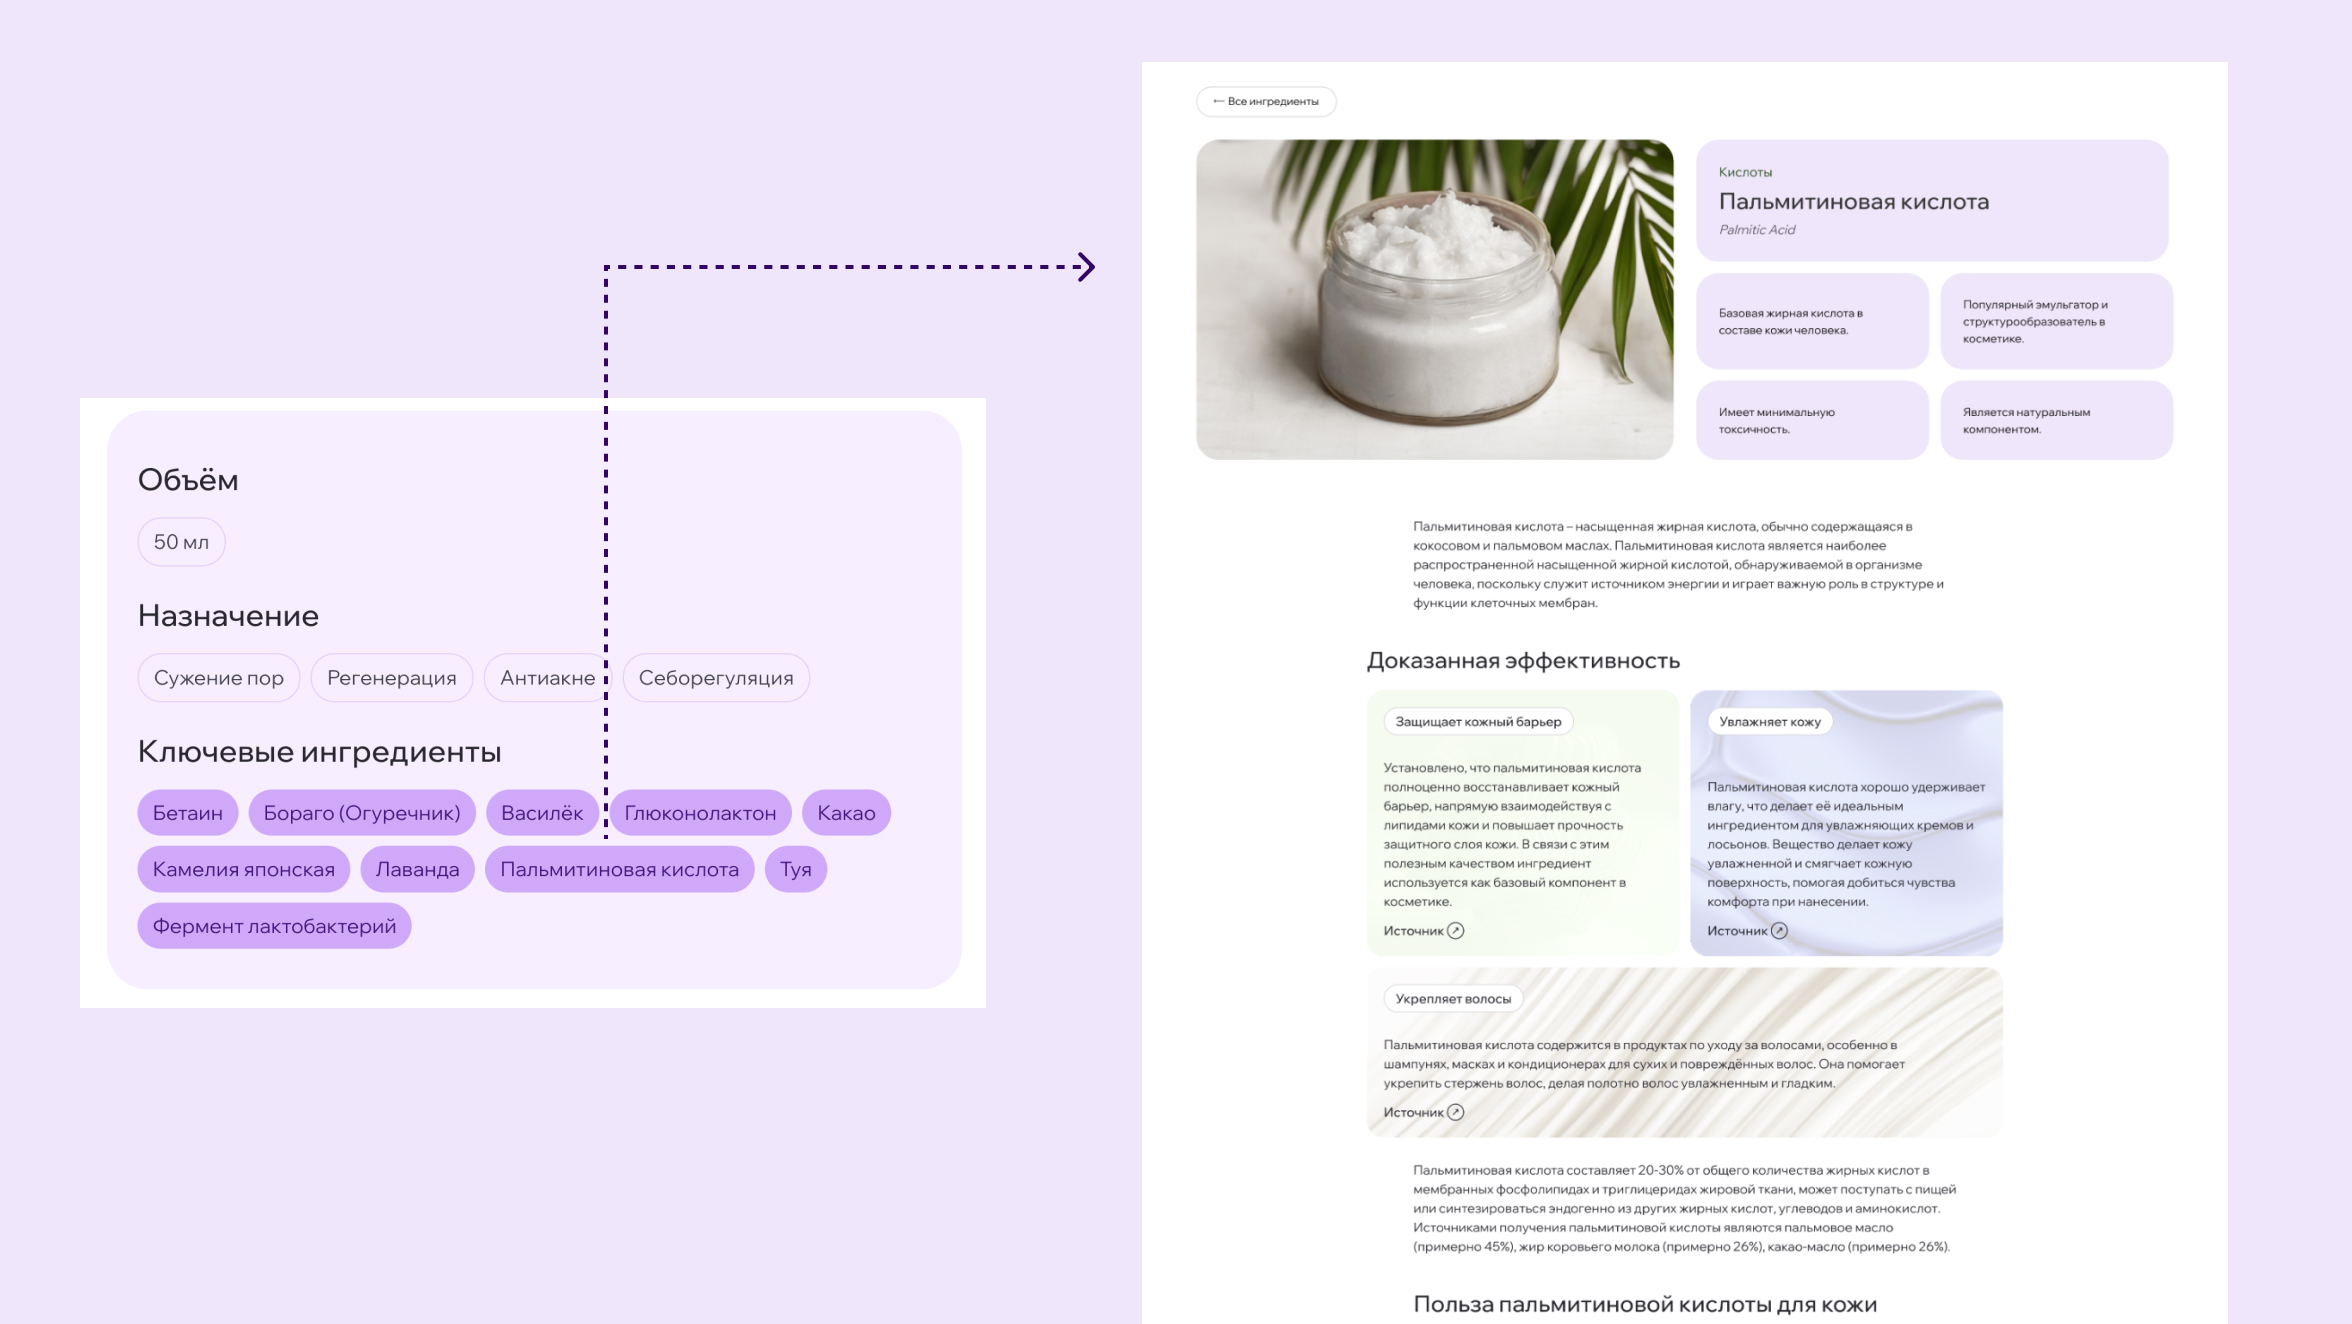 Объём
50 мл
Назначение
Сужение пор Регенерация Антиакне Себорегуляция
Ключевые ингредиенты
Бетаин Бораго (Огуречник) Василёк Глюконолактон Какао
Камелия японская Лаванда Пальмитиновая кислота Туя
Фермент лактобактерий
← Все ингредиенты
Кислоты
Пальмитиновая кислота
Palmitic Acid
Базовая жирная кислота в
составе кожи человека.
Популярный эмульгатор и
структурообразователь в
косметике.
Имеет минимальную
токсичность.
Является натуральным
компонентом.
Пальмитиновая кислота – насыщенная жирная кислота, обычно содержащаяся в
кокосовом и пальмовом маслах. Пальмитиновая кислота является наиболее
распространенной насыщенной жирной кислотой, обнаруживаемой в организме
человека, поскольку служит источником энергии и играет важную роль в структуре и
функции клеточных мембран.
Доказанная эффективность
Защищает кожный барьер
Установлено, что пальмитиновая кислота
полноценно восстанавливает кожный
барьер, напрямую взаимодействуя с
липидами кожи и повышает прочность
защитного слоя кожи. В связи с этим
полезным качеством ингредиент
используется как базовый компонент в
косметике.
Источник
Увлажняет кожу
Пальмитиновая кислота хорошо удерживает
влагу, что делает её идеальным
ингредиентом для увлажняющих кремов и
лосьонов. Вещество делает кожу
увлажненной и смягчает кожную
поверхность, помогая добиться чувства
комфорта при нанесении.
Источник
Укрепляет волосы
Пальмитиновая кислота содержится в продуктах по уходу за волосами, особенно в
шампунях, масках и кондиционерах для сухих и повреждённых волос. Она помогает
укрепить стержень волос, делая полотно волос увлажненным и гладким.
Источник
Пальмитиновая кислота составляет 20-30% от общего количества жирных кислот в
мембранных фосфолипидах и триглицеридах жировой ткани, может поступать с пищей
или синтезироваться эндогенно из других жирных кислот, углеводов и аминокислот.
Источниками получения пальмитиновой кислоты являются пальмовое масло
(примерно 45%), жир коровьего молока (примерно 26%), какао-масло (примерно 26%).
Польза пальмитиновой кислоты для кожи